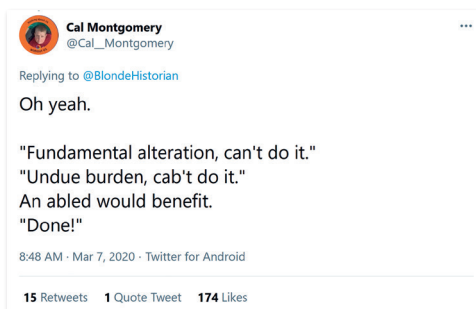 Cal Montgomery
@Cal__Montgomery
Replying to @BlondeHistorian
Oh yeah.
"Fundamental alteration, can't do it."
"Undue burden, cab't do it."
An abled would benefit.
"Done!"
8:48 AM · Mar 7, 2020 · Twitter for Android
15 Retweets 1 Quote Tweet 174 Likes